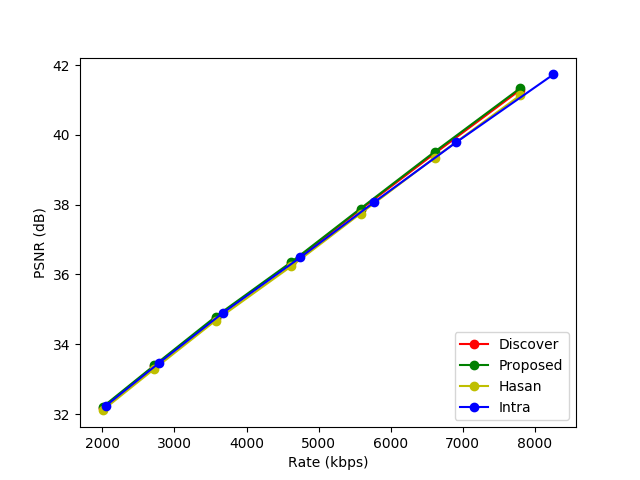 42
40
38
36
34
32
PSNR (dB)
2000 3000 4000 5000 6000 7000 8000
Rate (kbps)
Discover
Proposed
Hasan
Intra